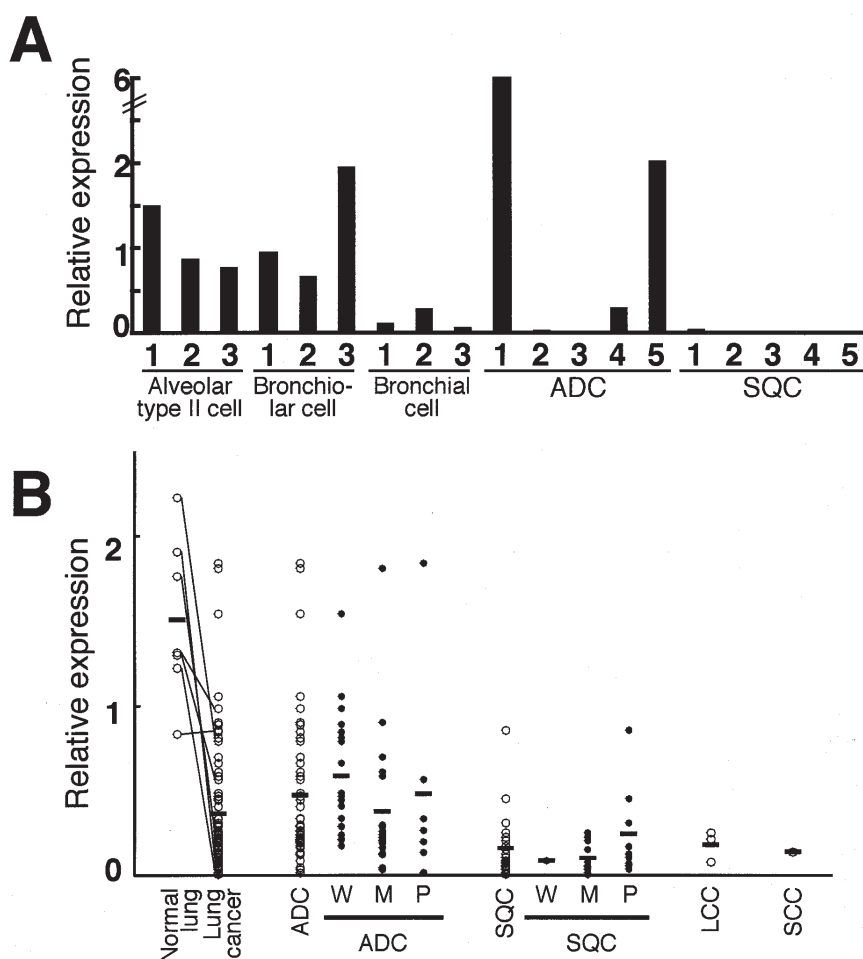 A
Relative expression
6
2
1
0
1 2 3 1 2 3 1 2 3 1 2 3 4 5 1 2 3 4 5
Alveolar
type II cell
Bronchio-
lar cell
Bronchial
cell
ADC
SQC
B
Relative expression
2
1
0
Normal
lung
Lung
cancer
ADC
W M P
ADC
SQC
W M P
SQC
LCC
SCC